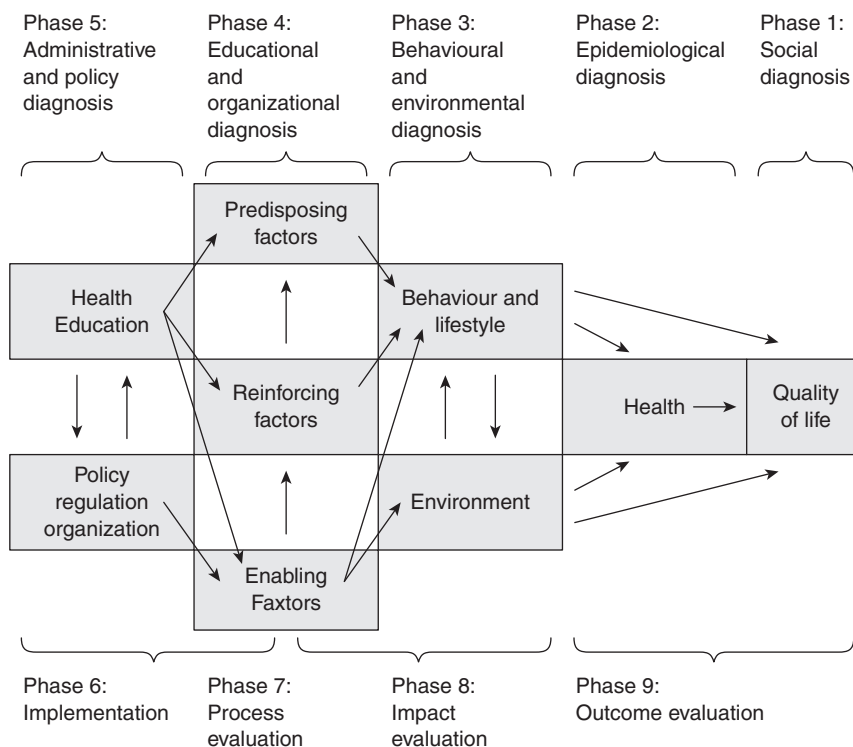 Phase 5:
Administrative
and policy
diagnosis
Phase 4:
Educational
and
organizational
diagnosis
Phase 3:
Behavioural
and
environmental
diagnosis
Phase 2:
Epidemiological
diagnosis
Phase 1:
Social
diagnosis
Predisposing
factors
Health
Education
Behaviour and
lifestyle
Reinforcing
factors
Health
Quality
of life
Policy
regulation
organization
Environment
Enabling
Faxtors
Phase 6:
Implementation
Phase 7:
Process
evaluation
Phase 8:
Impact
evaluation
Phase 9:
Outcome evaluation